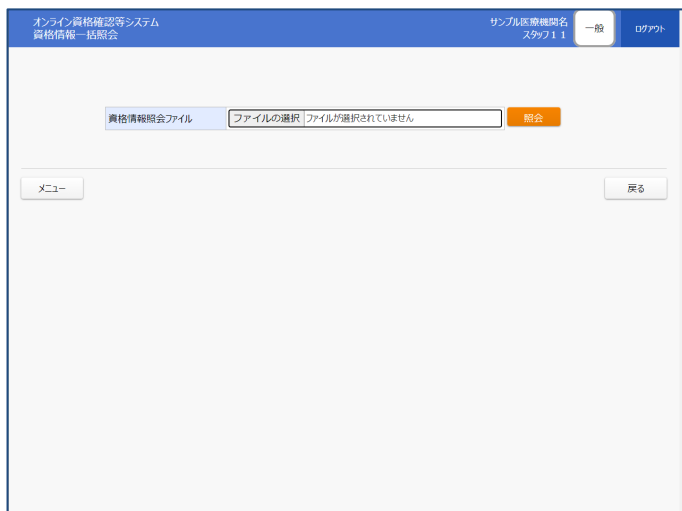 オンライン資格確認等システム
資格情報一括照会
サンプル医療機関名
スタッフ11
一般
ログアウト
資格情報照会ファイル
ファイルの選択 ファイルが選択されていません
照会
メニュー
戻る